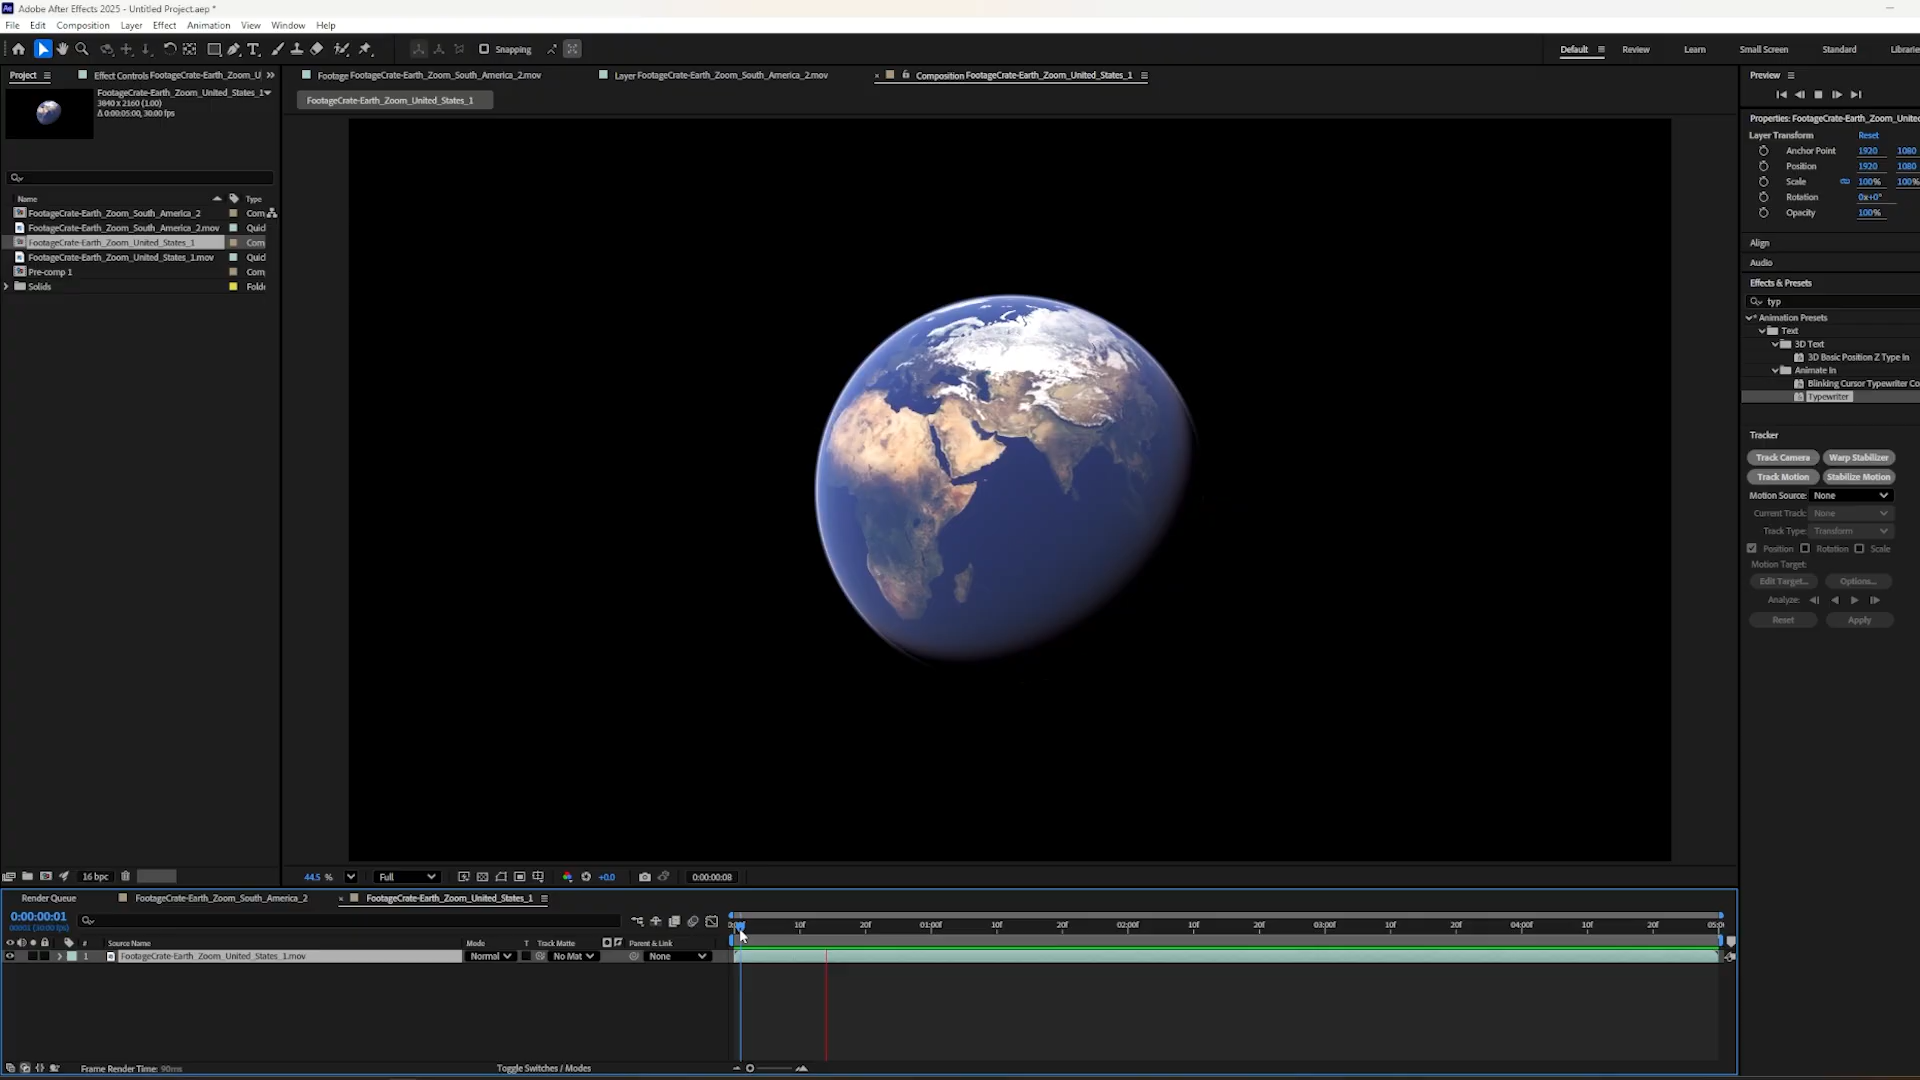 Adobe After Effects 2025 - Untitled Project.aep *
File Edit Composition Layer Effect Animation View Window Help
Snapping
Default Review Learn Small Screen Standard Librarie
Project Effect Controls FootageCrate-Earth_Zoom_U
Footage FootageCrate-Earth_Zoom_South_America_2.mov
Layer FootageCrate-Earth_Zoom_South_America_2.mov
Composition FootageCrate-Earth_Zoom_United_States_1
FootageCrate-Earth_Zoom_United_States_1
3840 x 2160 (1.00)
Δ 0:00:05:00, 30.00 fps
FootageCrate-Earth_Zoom_United_States_1
Name Type
FootageCrate-Earth_Zoom_South_America_2 Com
FootageCrate-Earth_Zoom_South_America_2.mov Quic
FootageCrate-Earth_Zoom_United_States_1 Com
FootageCrate-Earth_Zoom_United_States_1.mov Quic
Pre-comp 1 Com
Solids Folde
16 bpc
44.5 % Full +0.0 0:00:00:08
Preview
Properties: FootageCrate-Earth_Zoom_United
Layer Transform Reset
Anchor Point 1920 1080
Position 1920 1080
Scale 100% 100%
Rotation 0x+0°
Opacity 100%
Align
Audio
Effects & Presets
typ
* Animation Presets
Text
3D Text
3D Basic Position Z Type In
Animate In
Blinking Cursor Typewriter Co
Typewriter
Tracker
Track Camera Warp Stabilizer
Track Motion Stabilize Motion
Motion Source: None
Current Track: None
Track Type: Transform
Position Rotation Scale
Motion Target:
Edit Target... Options...
Analyze:
Reset Apply
Render Queue FootageCrate-Earth_Zoom_South_America_2 FootageCrate-Earth_Zoom_United_States_1
0:00:00:01
00001 (30.00 fps)
10f 20f 01:00f 10f 20f 02:00f 10f 20f 03:00f 10f 20f 04:00f 10f 20f 05:0
# Source Name Mode T Track Matte Parent & Link
1 FootageCrate-Earth_Zoom_United_States_1.mov Normal No Mat None
Frame Render Time: 90ms
Toggle Switches / Modes